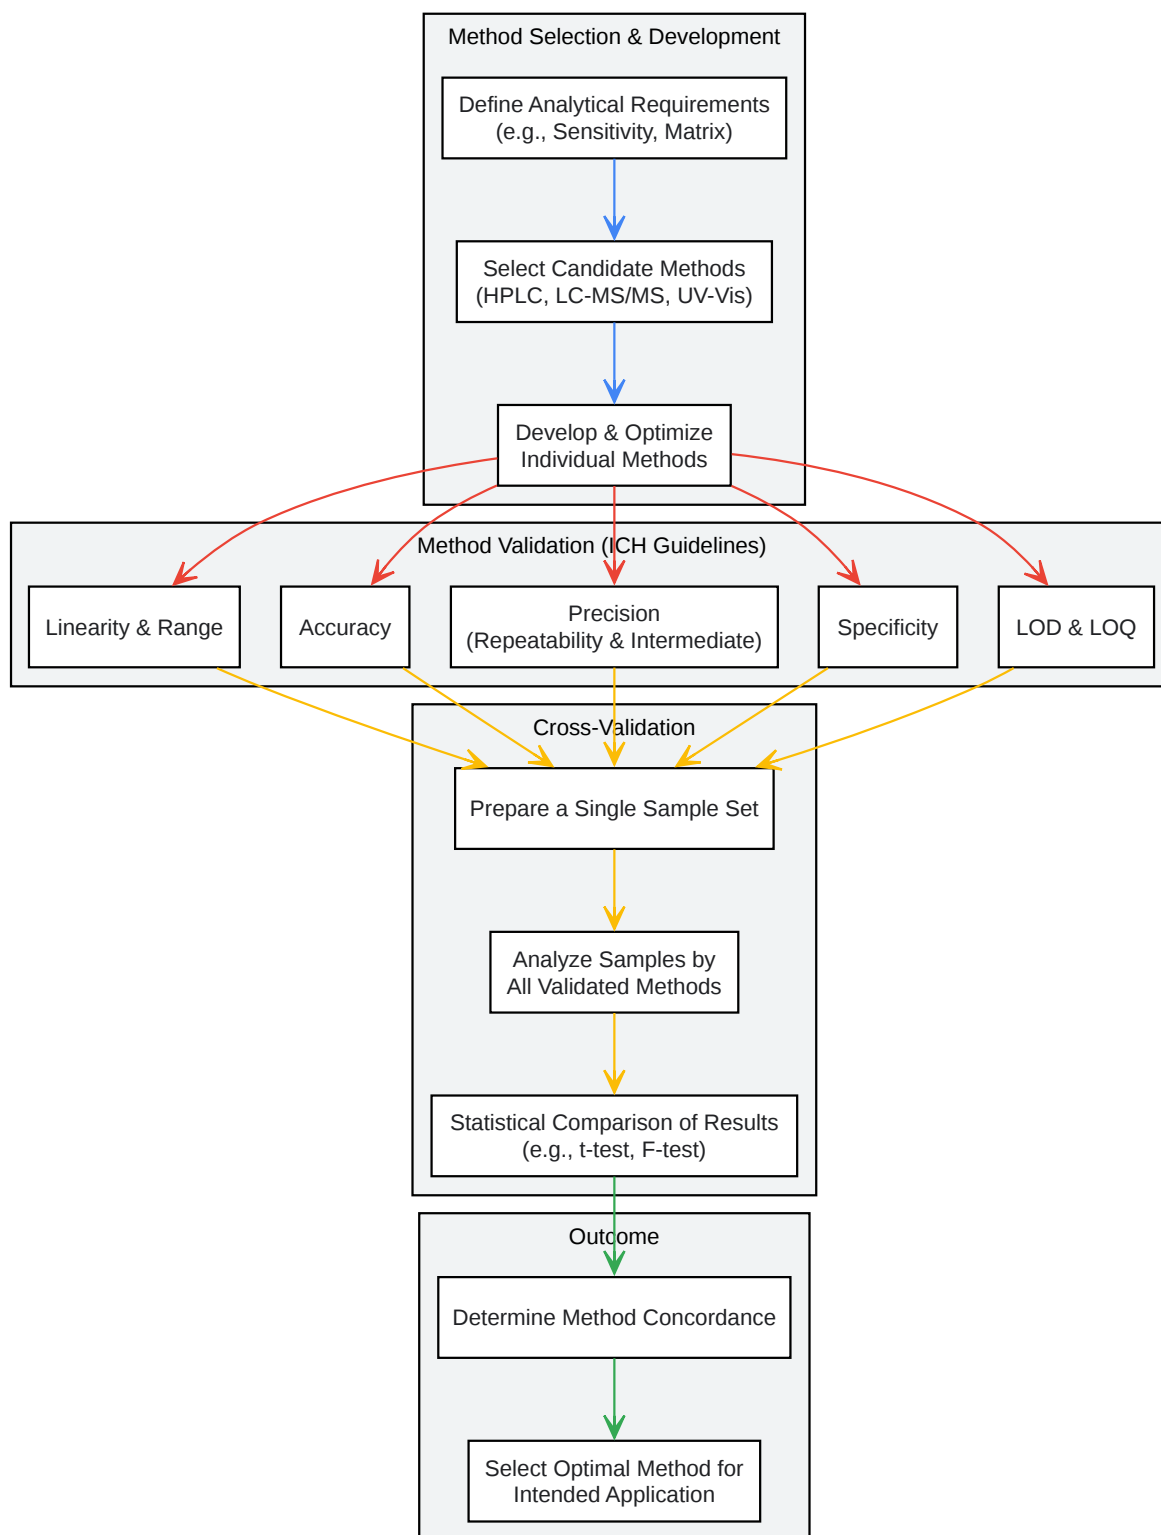 Method Selection & Development
Define Analytical Requirements
(e.g., Sensitivity, Matrix)
Select Candidate Methods
(HPLC, LC-MS/MS, UV-Vis)
Develop & Optimize
Individual Methods
Method Validation (ICH Guidelines)
Linearity & Range
Accuracy
Precision
(Repeatability & Intermediate)
Specificity
LOD & LOQ
Cross-Validation
Prepare a Single Sample Set
Analyze Samples by
All Validated Methods
Statistical Comparison of Results
(e.g., t-test, F-test)
Outcome
Determine Method Concordance
Select Optimal Method for
Intended Application